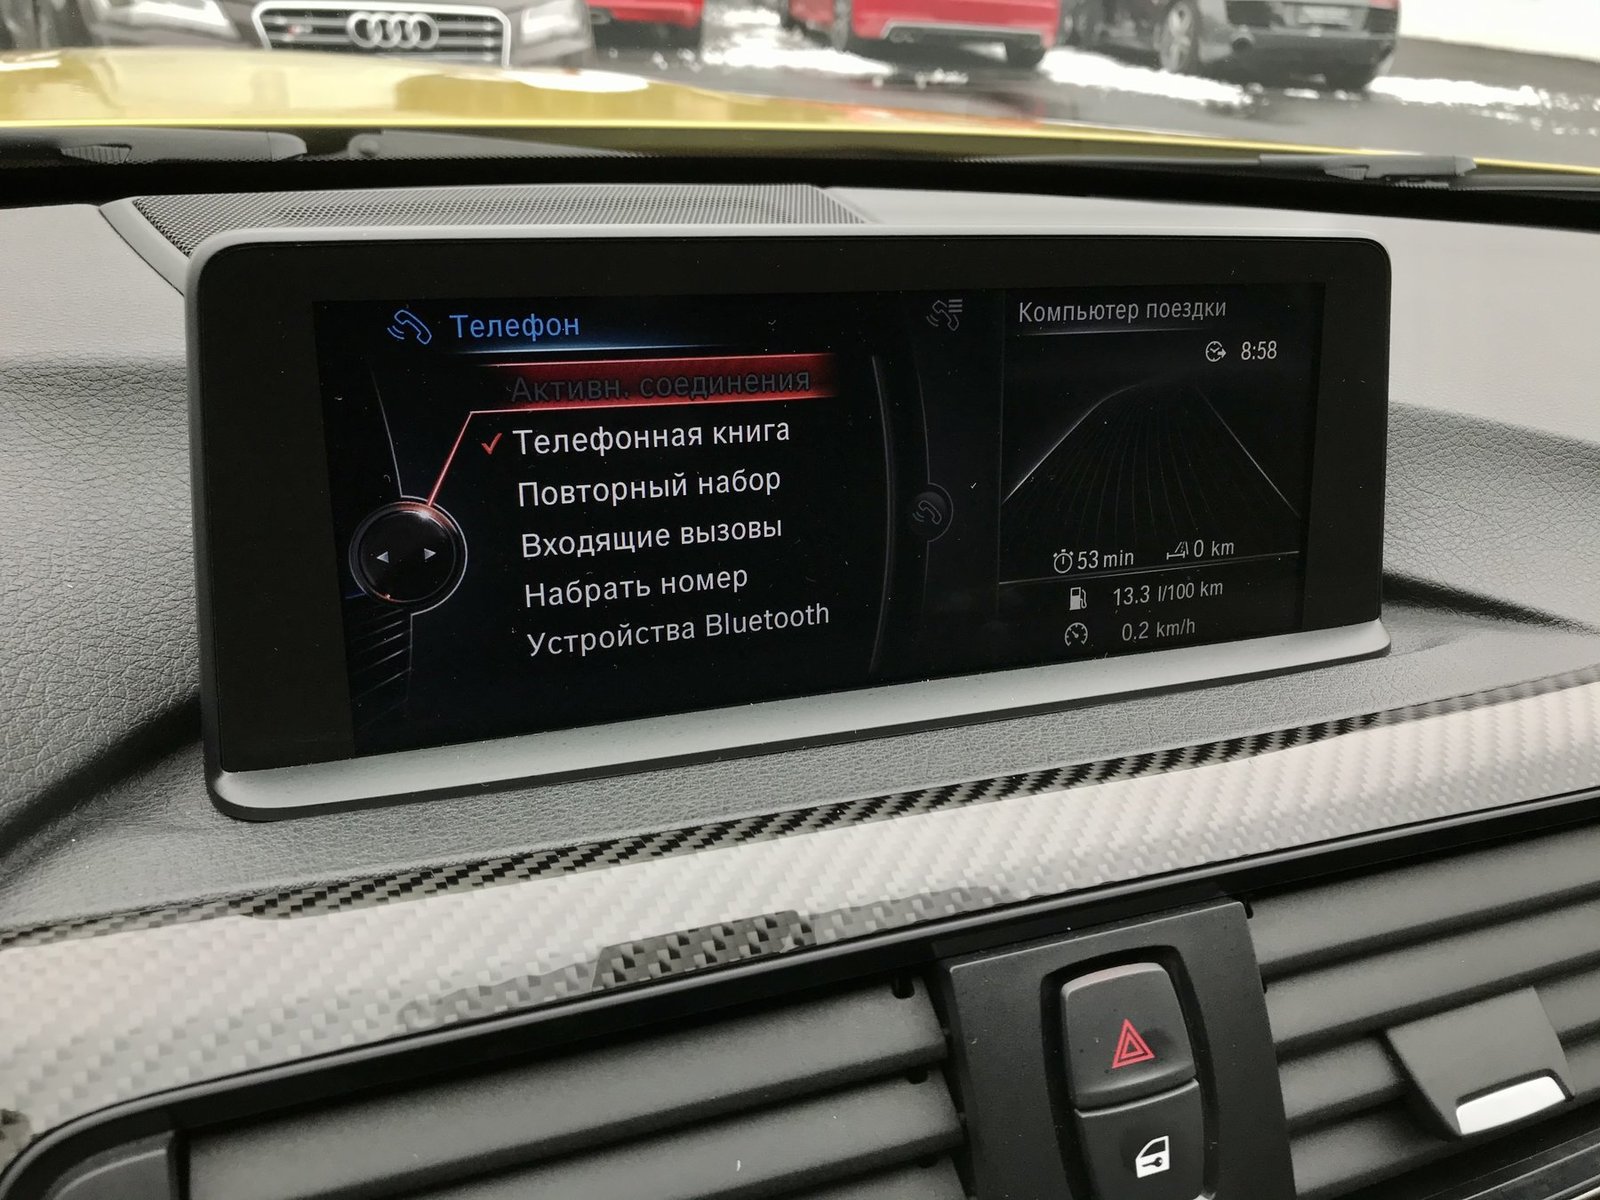 Телефон
Активн. соединения
Телефонная книга
Повторный набор
Входящие вызовы
Набрать номер
Устройства Bluetooth
Компьютер поездки
8:58
53 min
0 km
13.3 l/100 km
0.2 km/h